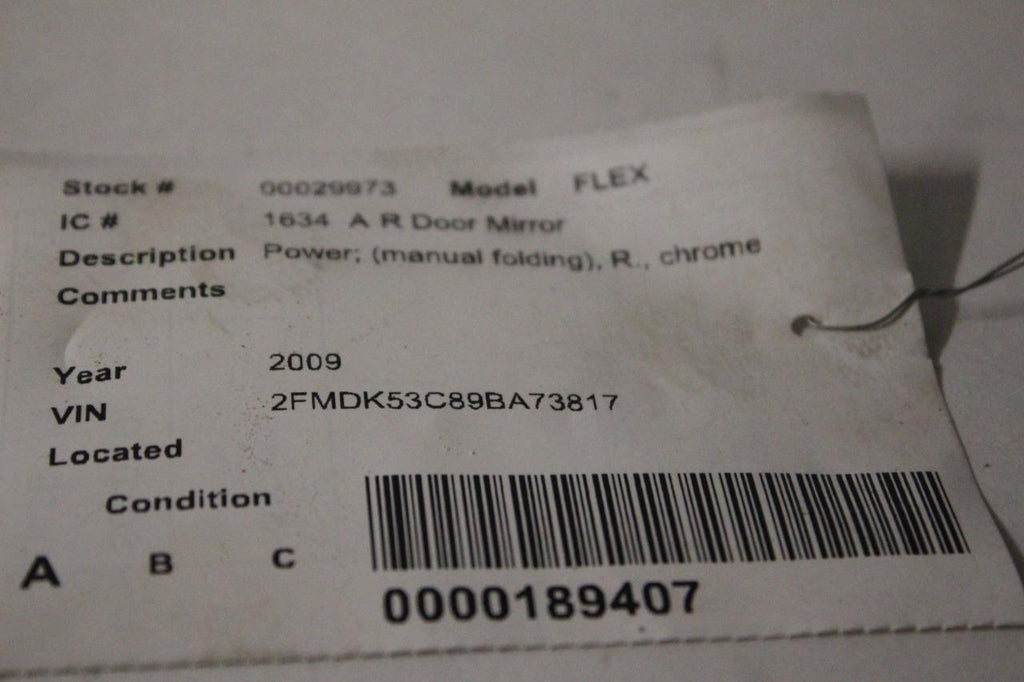 Stock # 00029973 Model FLEX
IC # 1634 A R Door Mirror
Description Power; (manual folding), R., chrome
Comments
Year 2009
VIN 2FMDK53C89BA73817
Located
Condition
A B C
0000189407